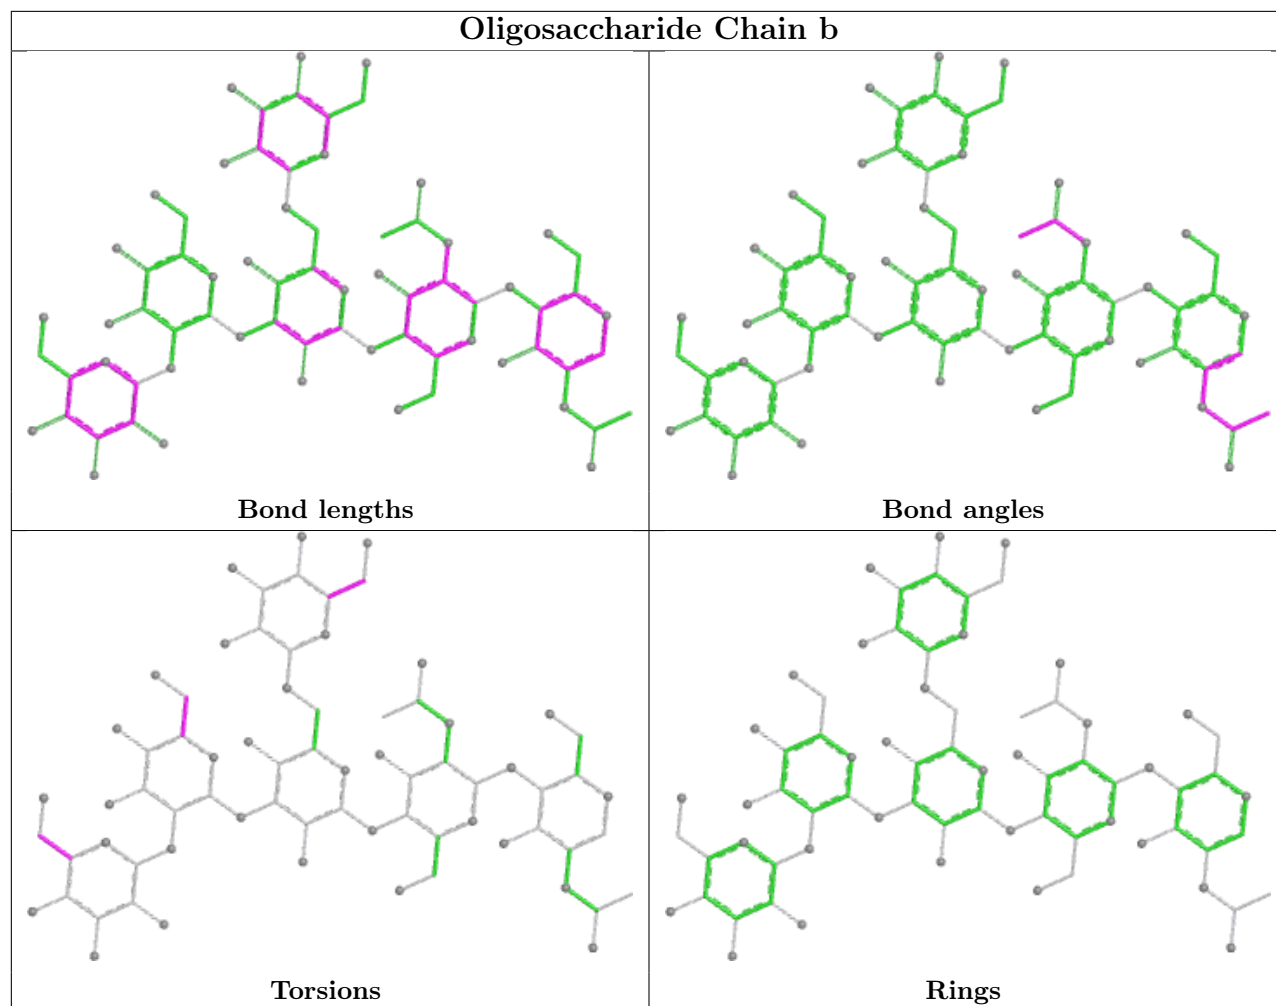 Oligosaccharide Chain b
Bond lengths
Bond angles
Torsions
Rings